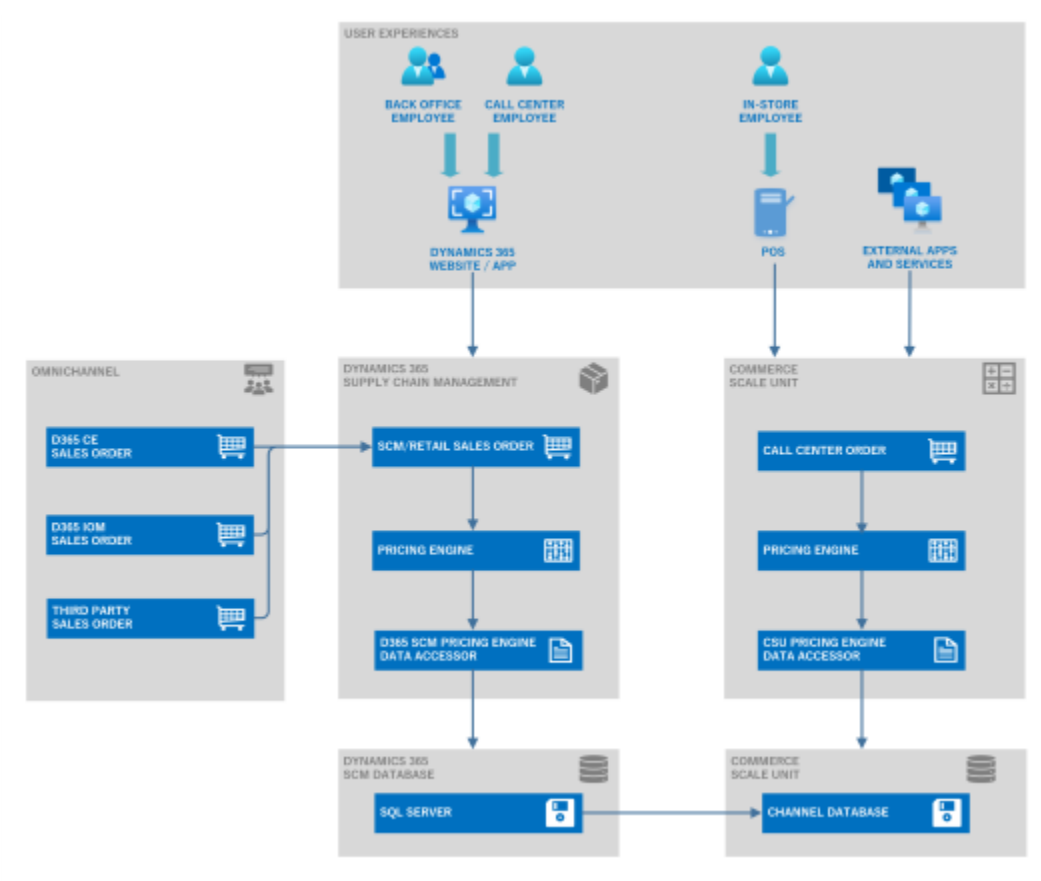 USER EXPERIENCES
BACK OFFICE
EMPLOYEE
CALL CENTER
EMPLOYEE
IN-STORE
EMPLOYEE
DYNAMICS 365
WEBSITE / APP
POS
EXTERNAL APPS
AND SERVICES
OMNICHANNEL
D365 CE
SALES ORDER
D365 IOM
SALES ORDER
THIRD PARTY
SALES ORDER
DYNAMICS 365
SUPPLY CHAIN MANAGEMENT
SCM/RETAIL SALES ORDER
PRICING ENGINE
D365 SCM PRICING ENGINE
DATA ACCESSOR
COMMERCE
SCALE UNIT
CALL CENTER ORDER
PRICING ENGINE
CSU PRICING ENGINE
DATA ACCESSOR
DYNAMICS 365
SCM DATABASE
SQL SERVER
COMMERCE
SCALE UNIT
CHANNEL DATABASE